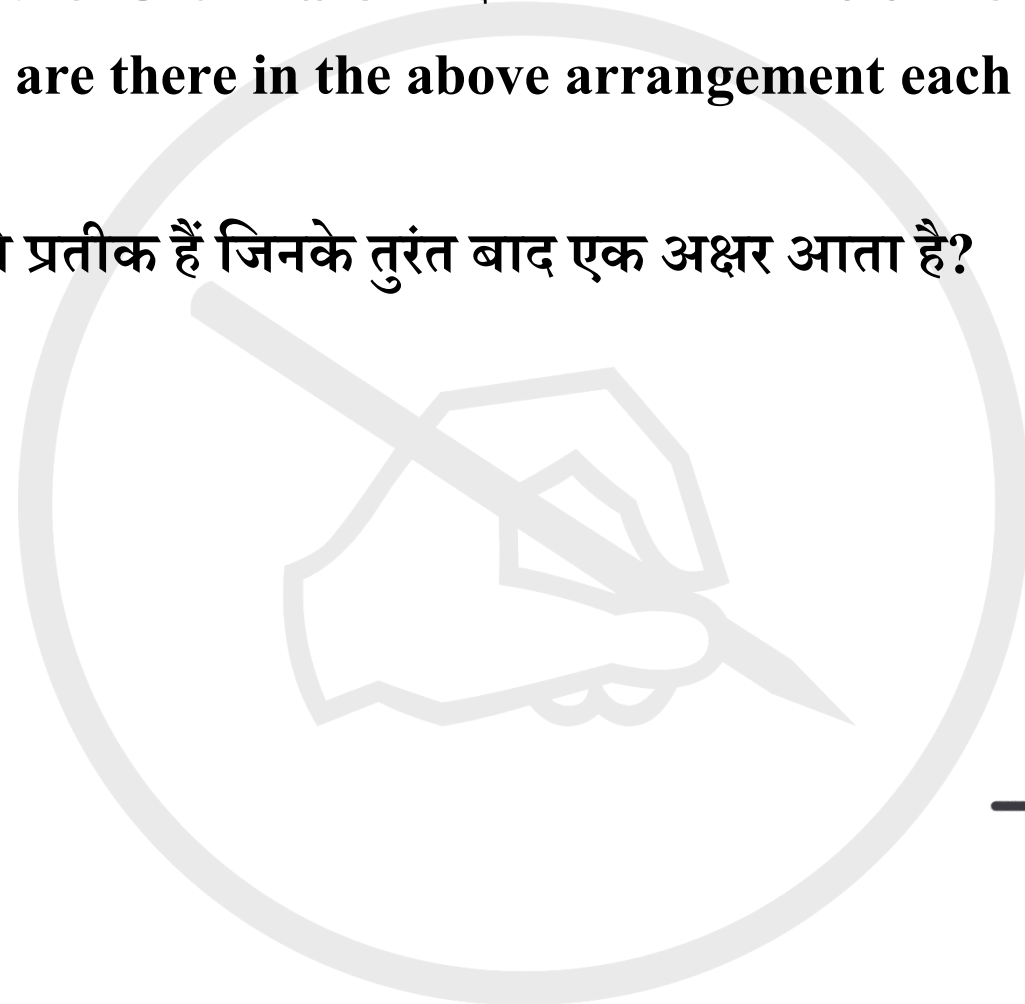 are there in the above arrangement each
प्रतीक हैं जिनके तुरंत बाद एक अक्षर आता है?